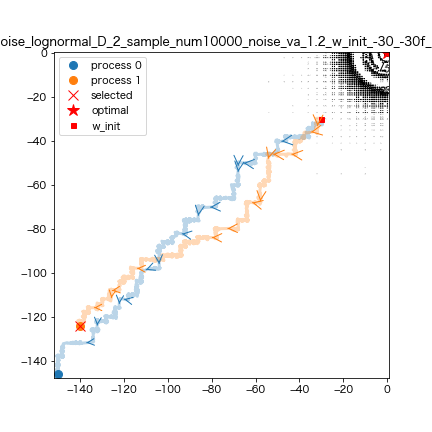 oise_lognormal_D_2_sample_num10000_noise_va_1.2_w_init_-30_-30f_
process 0
process 1
selected
optimal
w_init
0
−20
−40
−60
−80
−100
−120
−140
−140 −120 −100 −80 −60 −40 −20 0